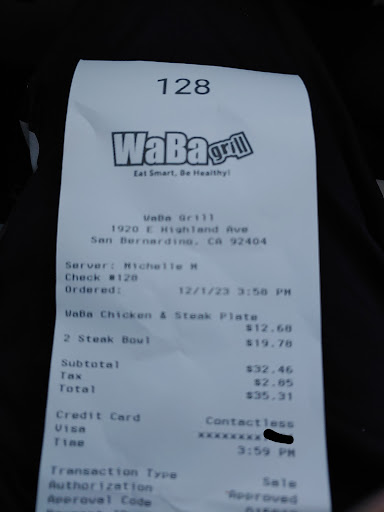 128
WaBa grill
Eat Smart, Be Healthy!
WaBa Grill
1920 E Highland Ave
San Bernardino, CA 92404
Server: Michelle M
Check #128
Ordered: 12/1/23 3:58 PM
WaBa Chicken & Steak Plate
$12.68
2 Steak Bowl $19.78
Subtotal $32.46
Tax $2.85
Total $35.31
Credit Card Contactless
Visa xxxxxxxx
Time 3:59 PM
Transaction Type Sale
Authorization Approved
Approval Code